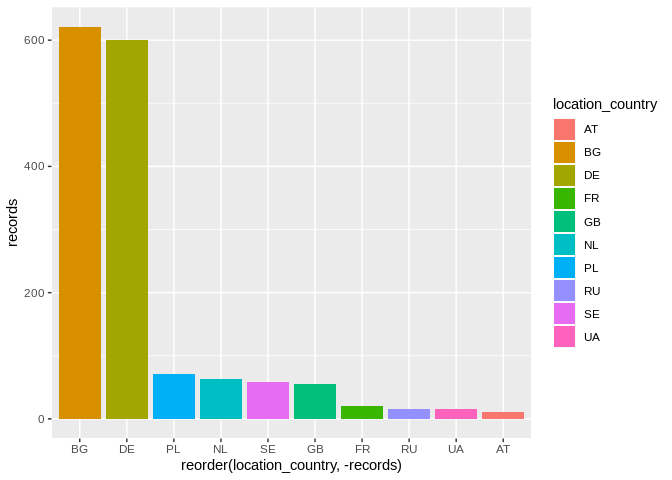 records
600
400
200
0
BG DE PL NL SE GB FR RU UA AT
reorder(location_country, -records)
location_country
AT
BG
DE
FR
GB
NL
PL
RU
SE
UA